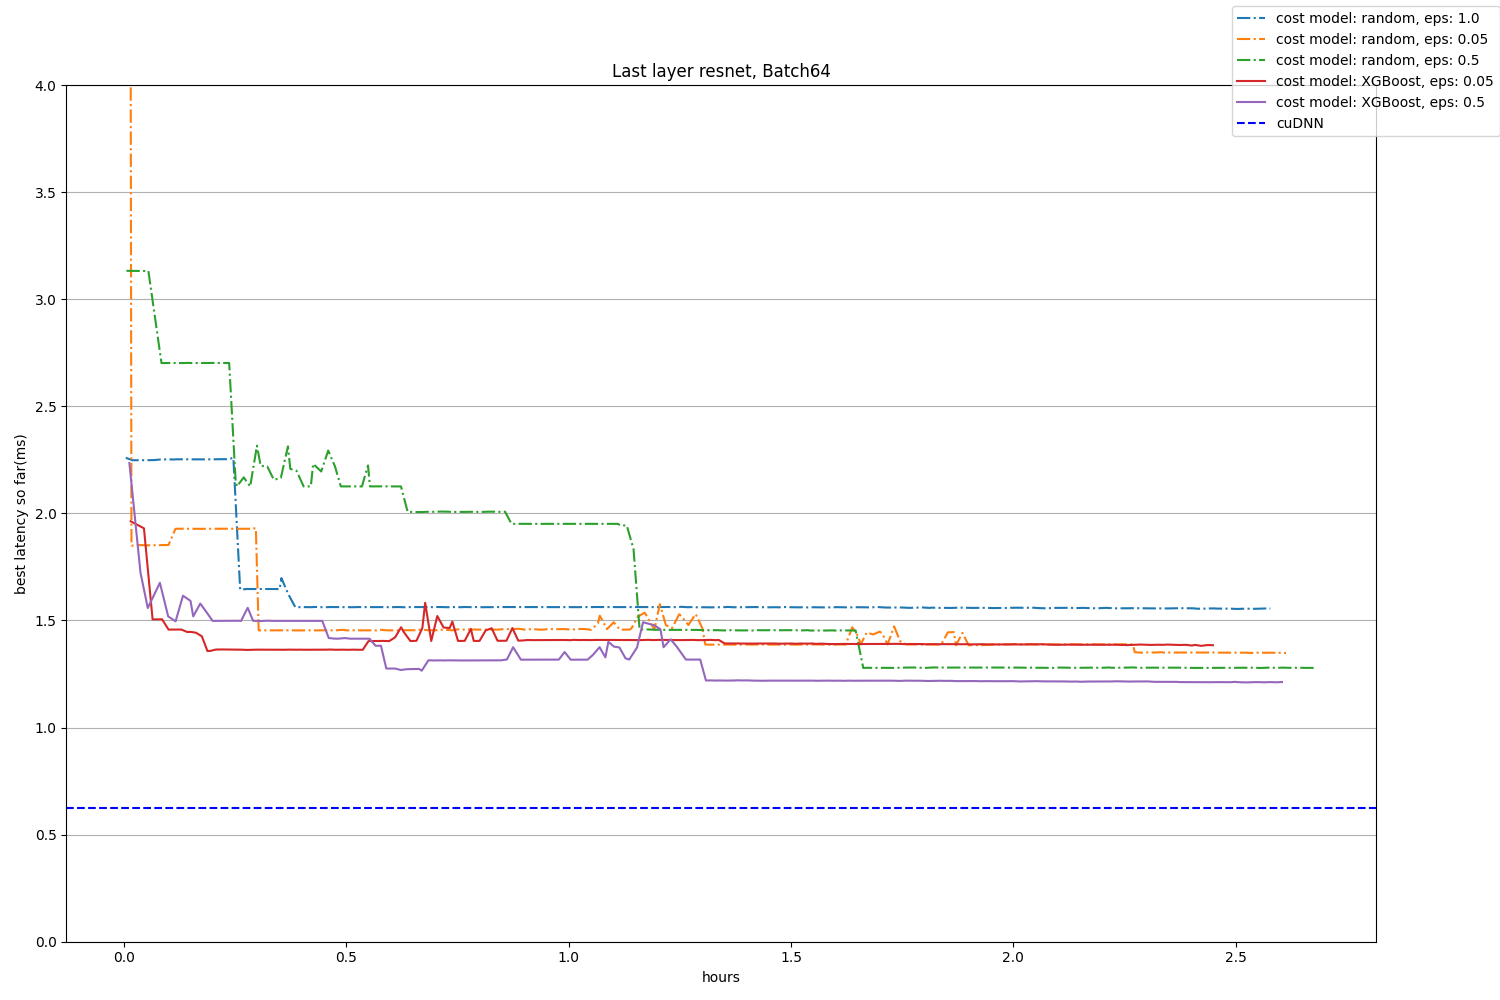 cost model: random, eps: 1.0
cost model: random, eps: 0.05
cost model: random, eps: 0.5
cost model: XGBoost, eps: 0.05
cost model: XGBoost, eps: 0.5
cuDNN
Last layer resnet, Batch64
4.0
3.5
3.0
2.5
2.0
1.5
1.0
0.5
0.0
best latency so far(ms)
0.0 0.5 1.0 1.5 2.0 2.5
hours